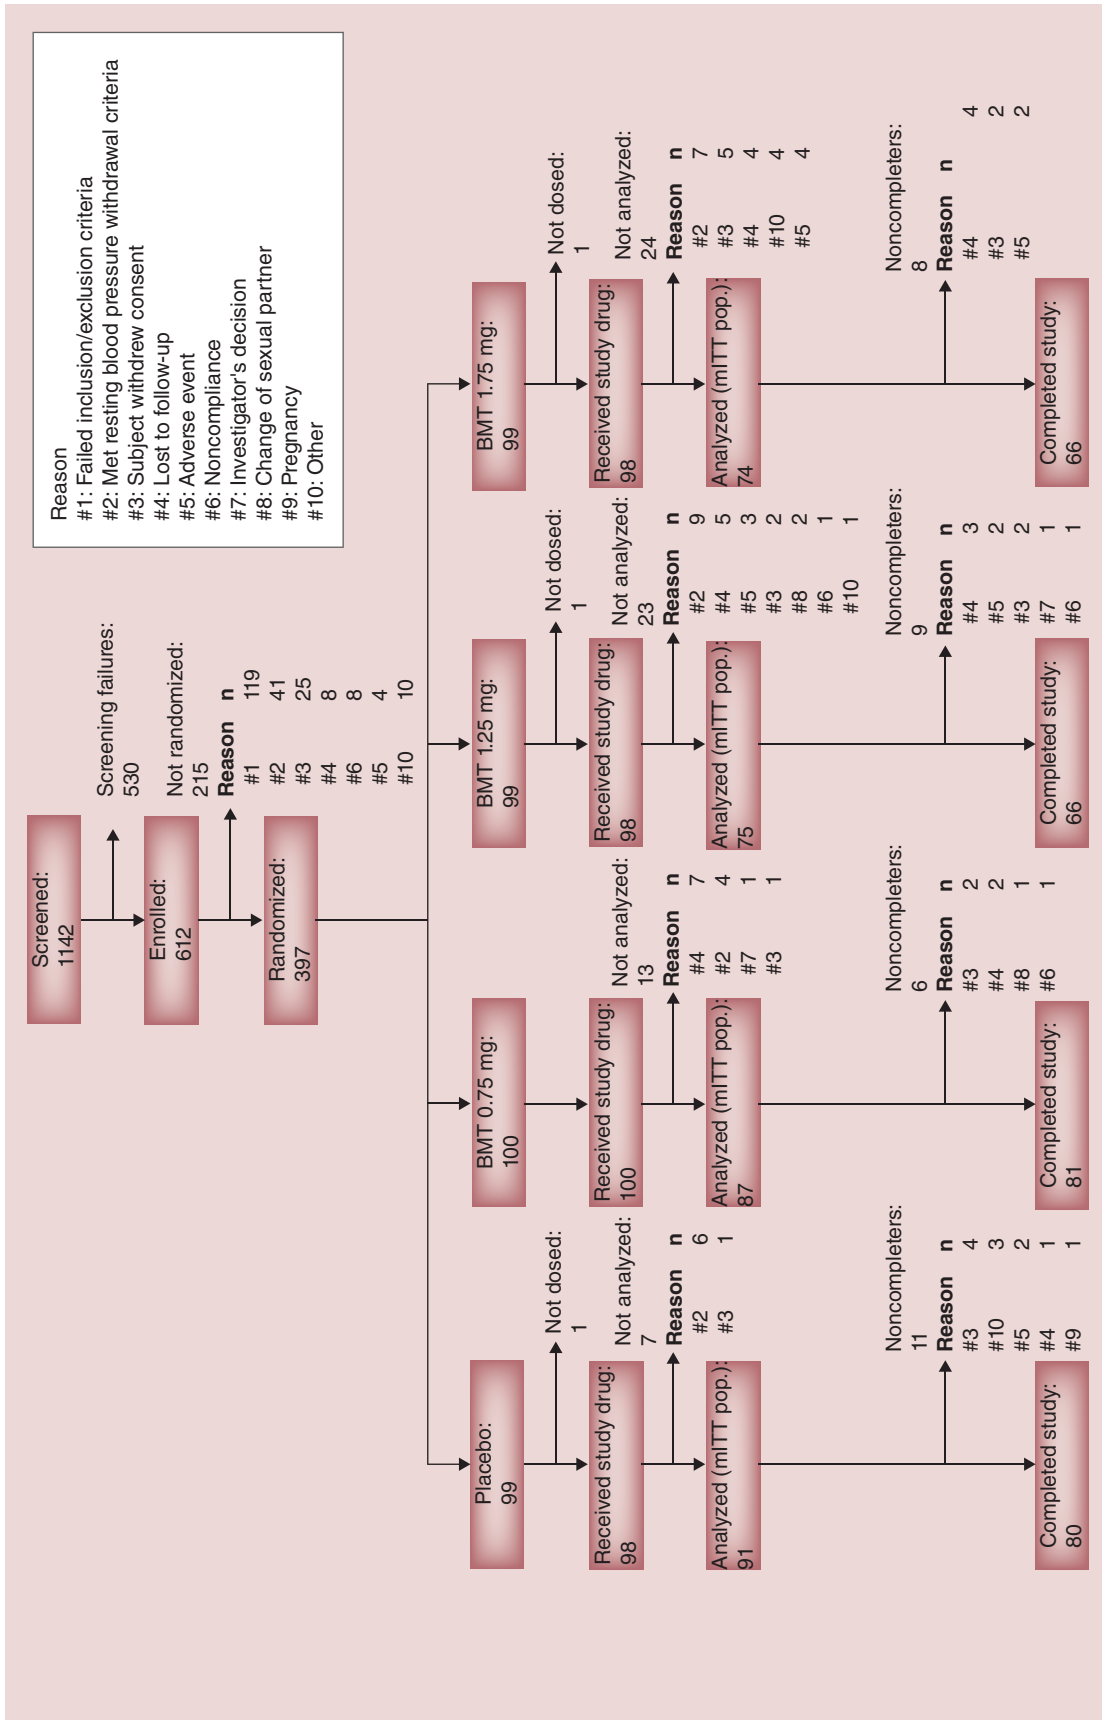 Reason
#1: Failed inclusion/exclusion criteria
#2: Met resting blood pressure withdrawal criteria
#3: Subject withdrew consent
#4: Lost to follow-up
#5: Adverse event
#6: Noncompliance
#7: Investigator's decision
#8: Change of sexual partner
#9: Pregnancy
#10: Other
Screened:
1142
Screening failures:
530
Enrolled:
612
Not randomized:
215
Reason n
#1 119
#2 41
#3 25
#4 8
#6 8
#5 4
#10 10
Randomized:
397
Placebo:
99
Not dosed:
1
Received study drug:
98
Not analyzed:
7
Reason n
#2 6
#3 1
Analyzed (mITT pop.):
91
Noncompleters:
11
Reason n
#3 4
#10 3
#5 2
#4 1
#9 1
Completed study:
80
BMT 0.75 mg:
100
Received study drug:
100
Not analyzed:
13
Reason n
#4 7
#2 4
#7 1
#3 1
Analyzed (mITT pop.):
87
Noncompleters:
6
Reason n
#3 2
#4 2
#8 1
#6 1
Completed study:
81
BMT 1.25 mg:
99
Not dosed:
1
Received study drug:
98
Not analyzed:
23
Reason n
#2 9
#4 5
#5 3
#3 2
#8 2
#6 1
#10 1
Analyzed (mITT pop.):
75
Noncompleters:
9
Reason n
#4 3
#5 2
#3 2
#7 1
#6 1
Completed study:
66
BMT 1.75 mg:
99
Not dosed:
1
Received study drug:
98
Not analyzed:
24
Reason n
#2 7
#3 5
#4 4
#10 4
#5 4
Analyzed (mITT pop.):
74
Noncompleters:
8
Reason n
#4 4
#3 2
#5 2
Completed study:
66